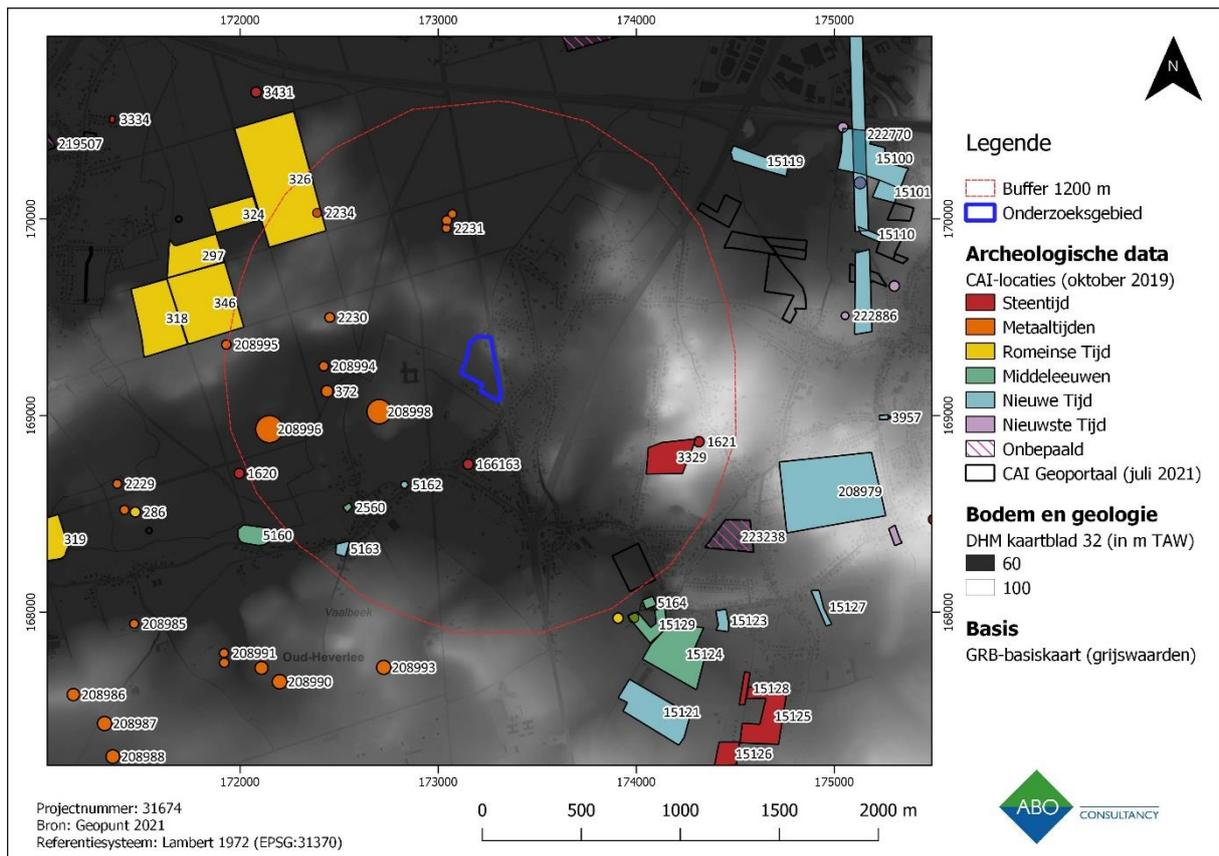 172000
173000
174000
175000
170000
169000
168000
170000
169000
168000
3431
3334
219507
326
324
2234
297
2231
346
318
2230
208995
208994
372
208998
208996
1620
166163
2229
286
319
5162
2560
5160
5163
1621
3329
15119
222770
15100
15101
15110
222886
3957
208979
223238
5164
15129
15123
15127
15124
15121
15128
15125
15126
Vaalbeek
208985
208991
Oud-Heverlee
208993
208990
208986
208987
208988
172000
173000
174000
175000
N
Legende
Buffer 1200 m
Onderzoeksgebied
Archeologische data
CAI-locaties (oktober 2019)
Steentijd
Metaaltijden
Romeinse Tijd
Middeleeuwen
Nieuwe Tijd
Nieuwste Tijd
Onbepaald
CAI Geoportaal (juli 2021)
Bodem en geologie
DHM kaartblad 32 (in m TAW)
60
100
Basis
GRB-basiskaart (grijswaarden)
Projectnummer: 31674
Bron: Geopunt 2021
Referentiesysteem: Lambert 1972 (EPSG:31370)
0 500 1000 1500 2000 m
ABO
CONSULTANCY